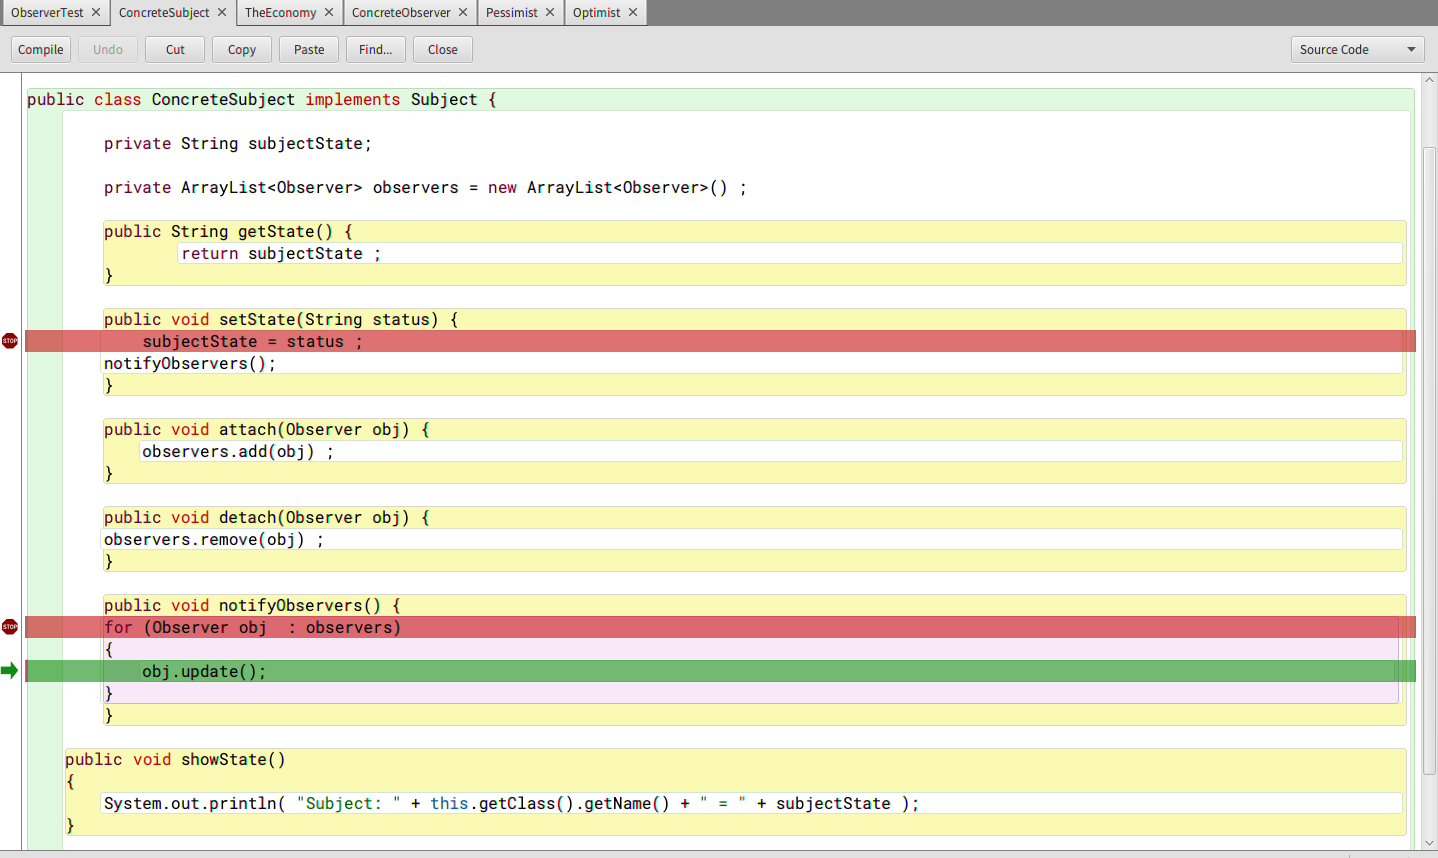 ObserverTest ConcreteSubject TheEconomy ConcreteObserver Pessimist Optimist
Compile Undo Cut Copy Paste Find... Close Source Code
public class ConcreteSubject implements Subject {
private String subjectState;
private ArrayList<Observer> observers = new ArrayList<Observer>() ;
public String getState() {
return subjectState ;
}
public void setState(String status) {
STOP subjectState = status ;
notifyObservers();
}
public void attach(Observer obj) {
observers.add(obj) ;
}
public void detach(Observer obj) {
observers.remove(obj) ;
}
public void notifyObservers() {
STOP for (Observer obj  : observers)
{
obj.update();
}
}
public void showState()
{
System.out.println( "Subject: " + this.getClass().getName() + " = " + subjectState );
}